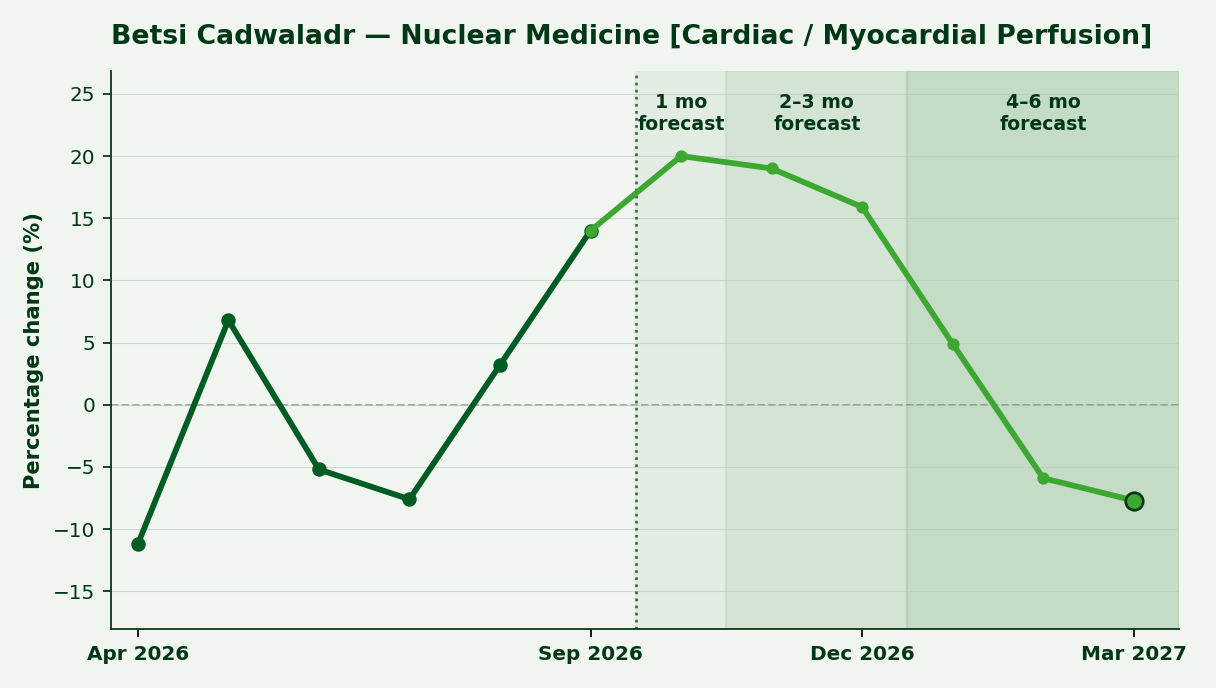 Betsi Cadwaladr — Nuclear Medicine [Cardiac / Myocardial Perfusion]
1 mo
forecast
2–3 mo
forecast
4–6 mo
forecast
Percentage change (%)
25
20
15
10
5
0
−5
−10
−15
Apr 2026
Sep 2026
Dec 2026
Mar 2027